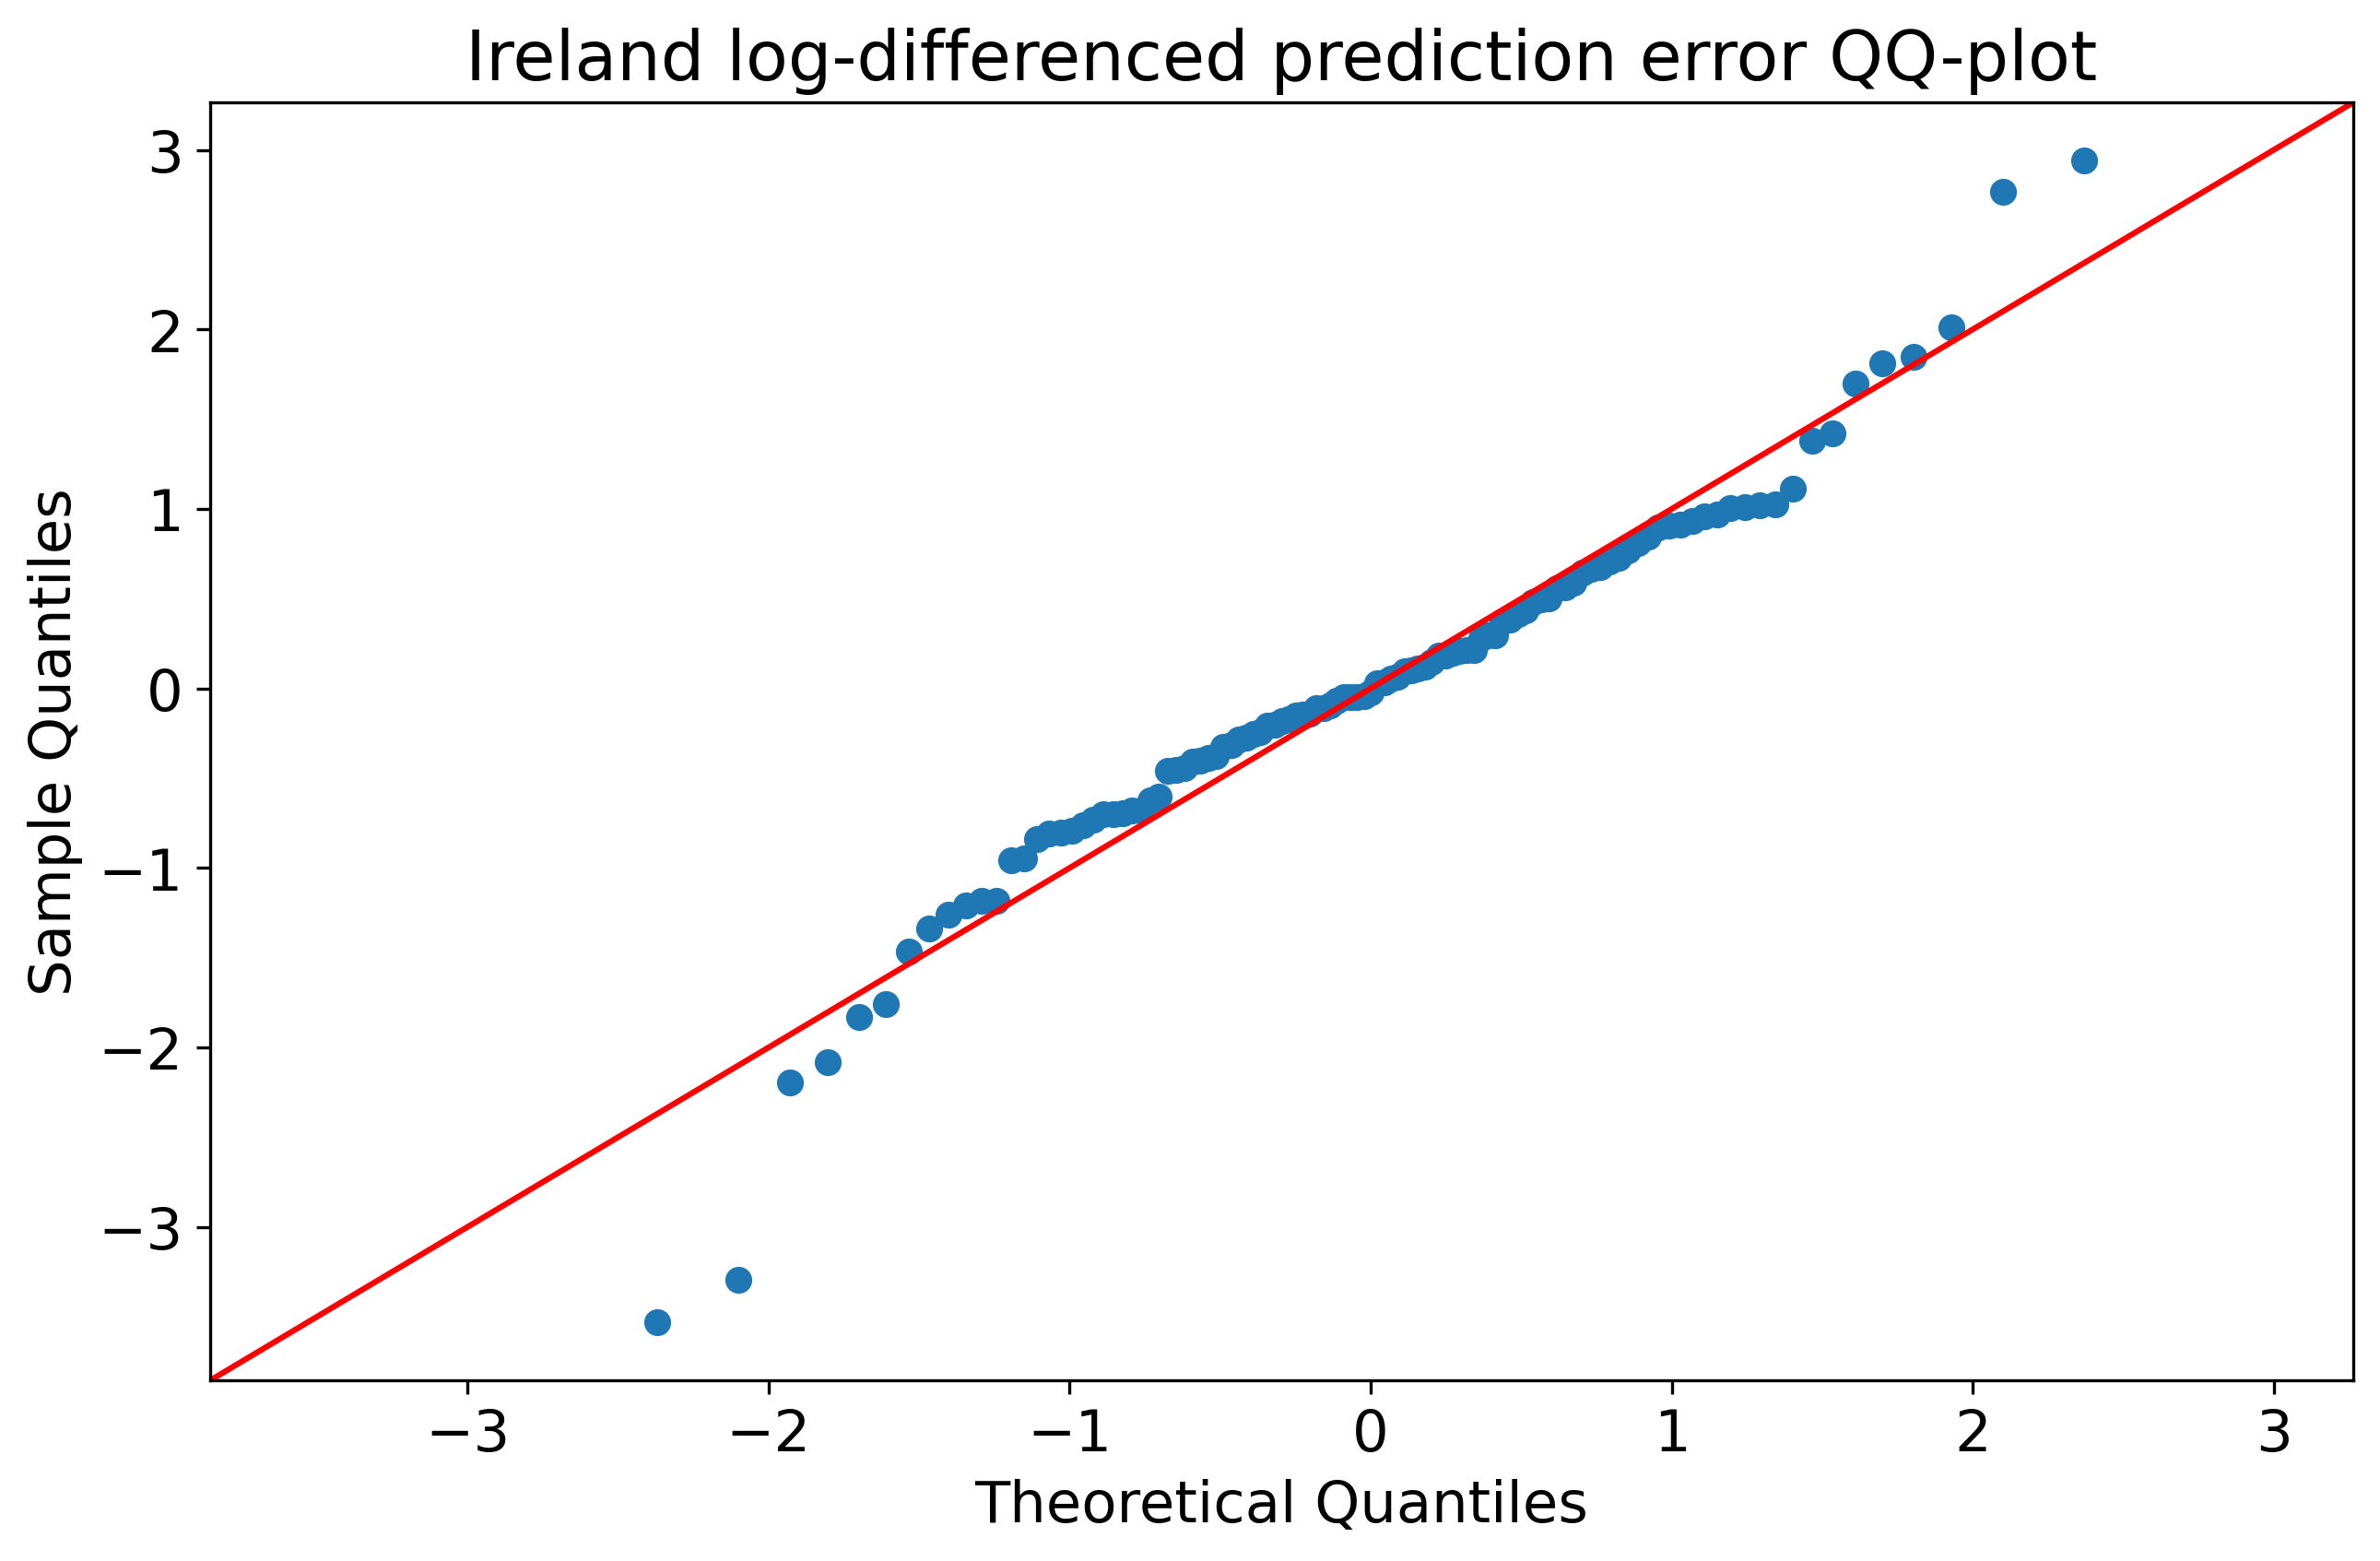 Ireland log-differenced prediction error QQ-plot
3
2
1
0
−1
−2
−3
Sample Quantiles
−3 −2 −1 0 1 2 3
Theoretical Quantiles